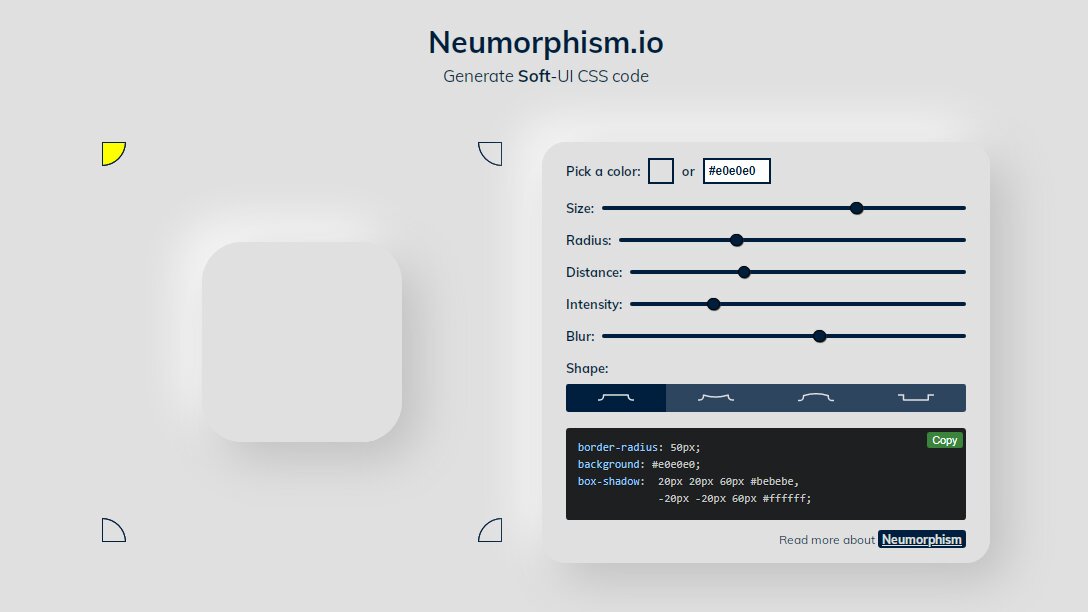 Neumorphism.io
Generate Soft-UI CSS code
Pick a color: or #e0e0e0
Size:
Radius:
Distance:
Intensity:
Blur:
Shape:
Copy
border-radius: 50px;
background: #e0e0e0;
box-shadow:  20px 20px 60px #bebebe,
             -20px -20px 60px #ffffff;
Read more about Neumorphism